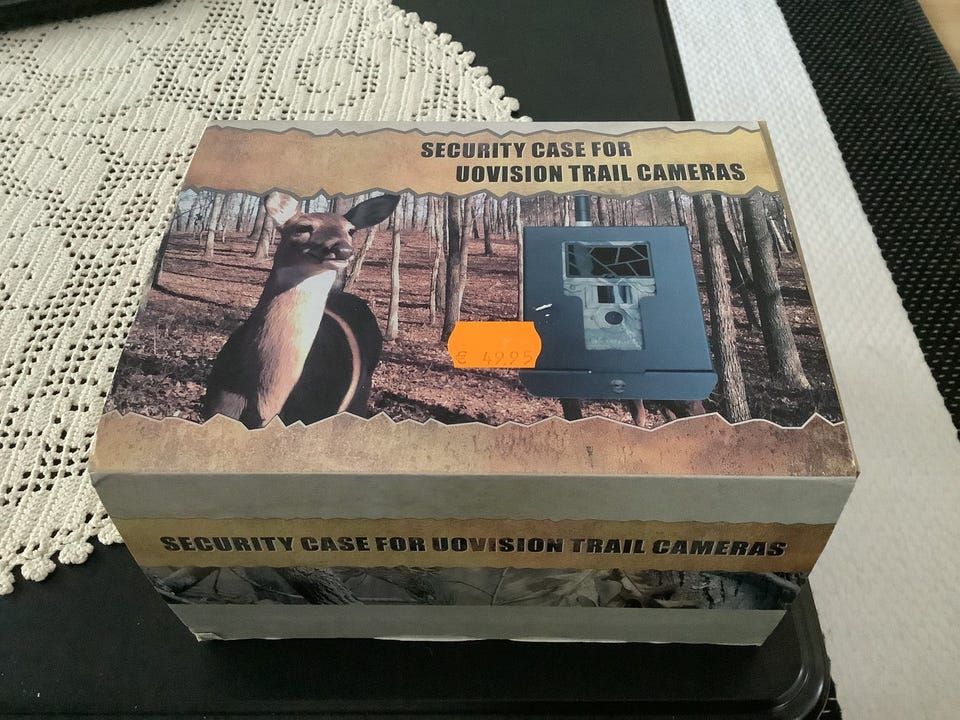 SECURITY CASE FOR
UOVISION TRAIL CAMERAS
€ 49.95
SECURITY CASE FOR UOVISION TRAIL CAMERAS